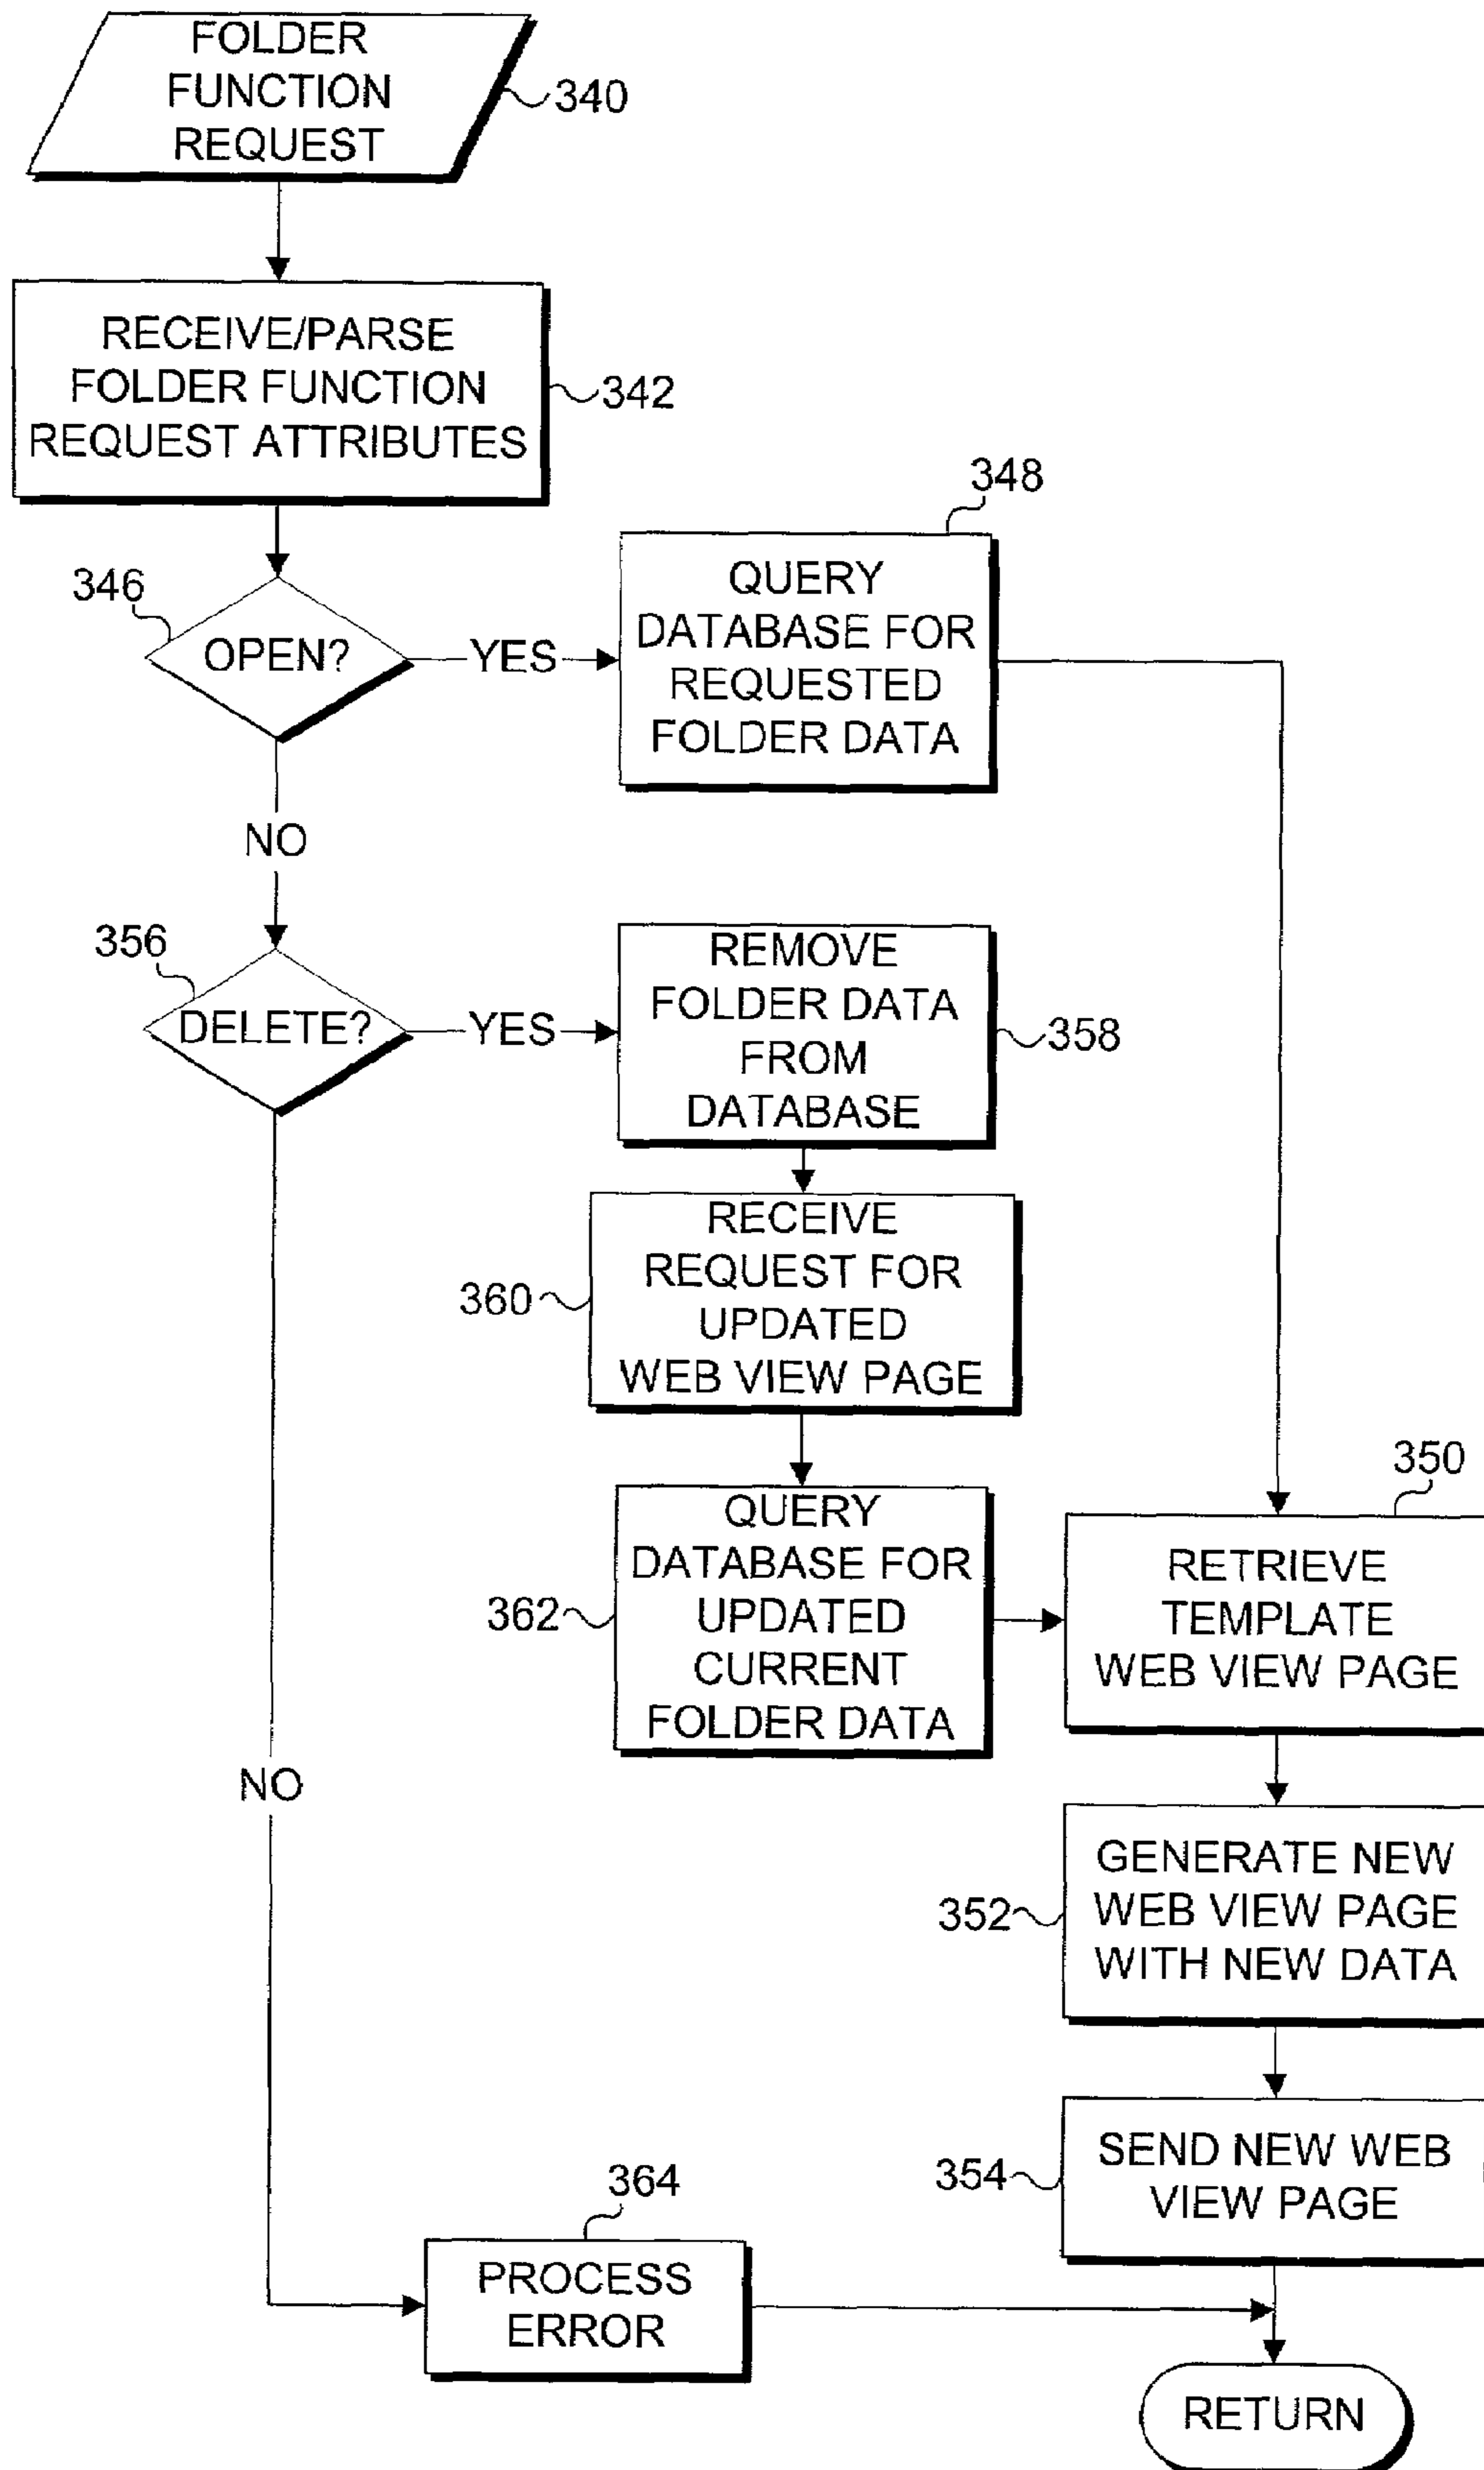 FOLDER
FUNCTION
REQUEST
340
RECEIVE/PARSE
FOLDER FUNCTION
REQUEST ATTRIBUTES
342
346
OPEN?
YES
348
QUERY
DATABASE FOR
REQUESTED
FOLDER DATA
NO
356
DELETE?
YES
REMOVE
FOLDER DATA
FROM
DATABASE
358
RECEIVE
REQUEST FOR
UPDATED
WEB VIEW PAGE
360
QUERY
DATABASE FOR
UPDATED
CURRENT
FOLDER DATA
362
350
RETRIEVE
TEMPLATE
WEB VIEW PAGE
NO
GENERATE NEW
WEB VIEW PAGE
WITH NEW DATA
352
SEND NEW WEB
VIEW PAGE
354
364
PROCESS
ERROR
RETURN